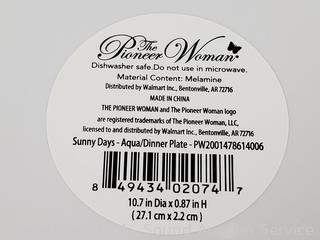 The
Pioneer Woman
Dishwasher safe.Do not use in microwave.
Material Content: Melamine
Distributed by Walmart Inc., Bentonville, AR 72716
MADE IN CHINA
THE PIONEER WOMAN and The Pioneer Woman logo
are registered trademarks of The Pioneer Woman, LLC,
licensed to and distributed by Walmart Inc., Bentonville, AR 72716
Sunny Days - Aqua/Dinner Plate - PW2001478614006
8 49434 02074 7
10.7 in Dia x 0.87 in H
( 27.1 cm x 2.2 cm )
Service